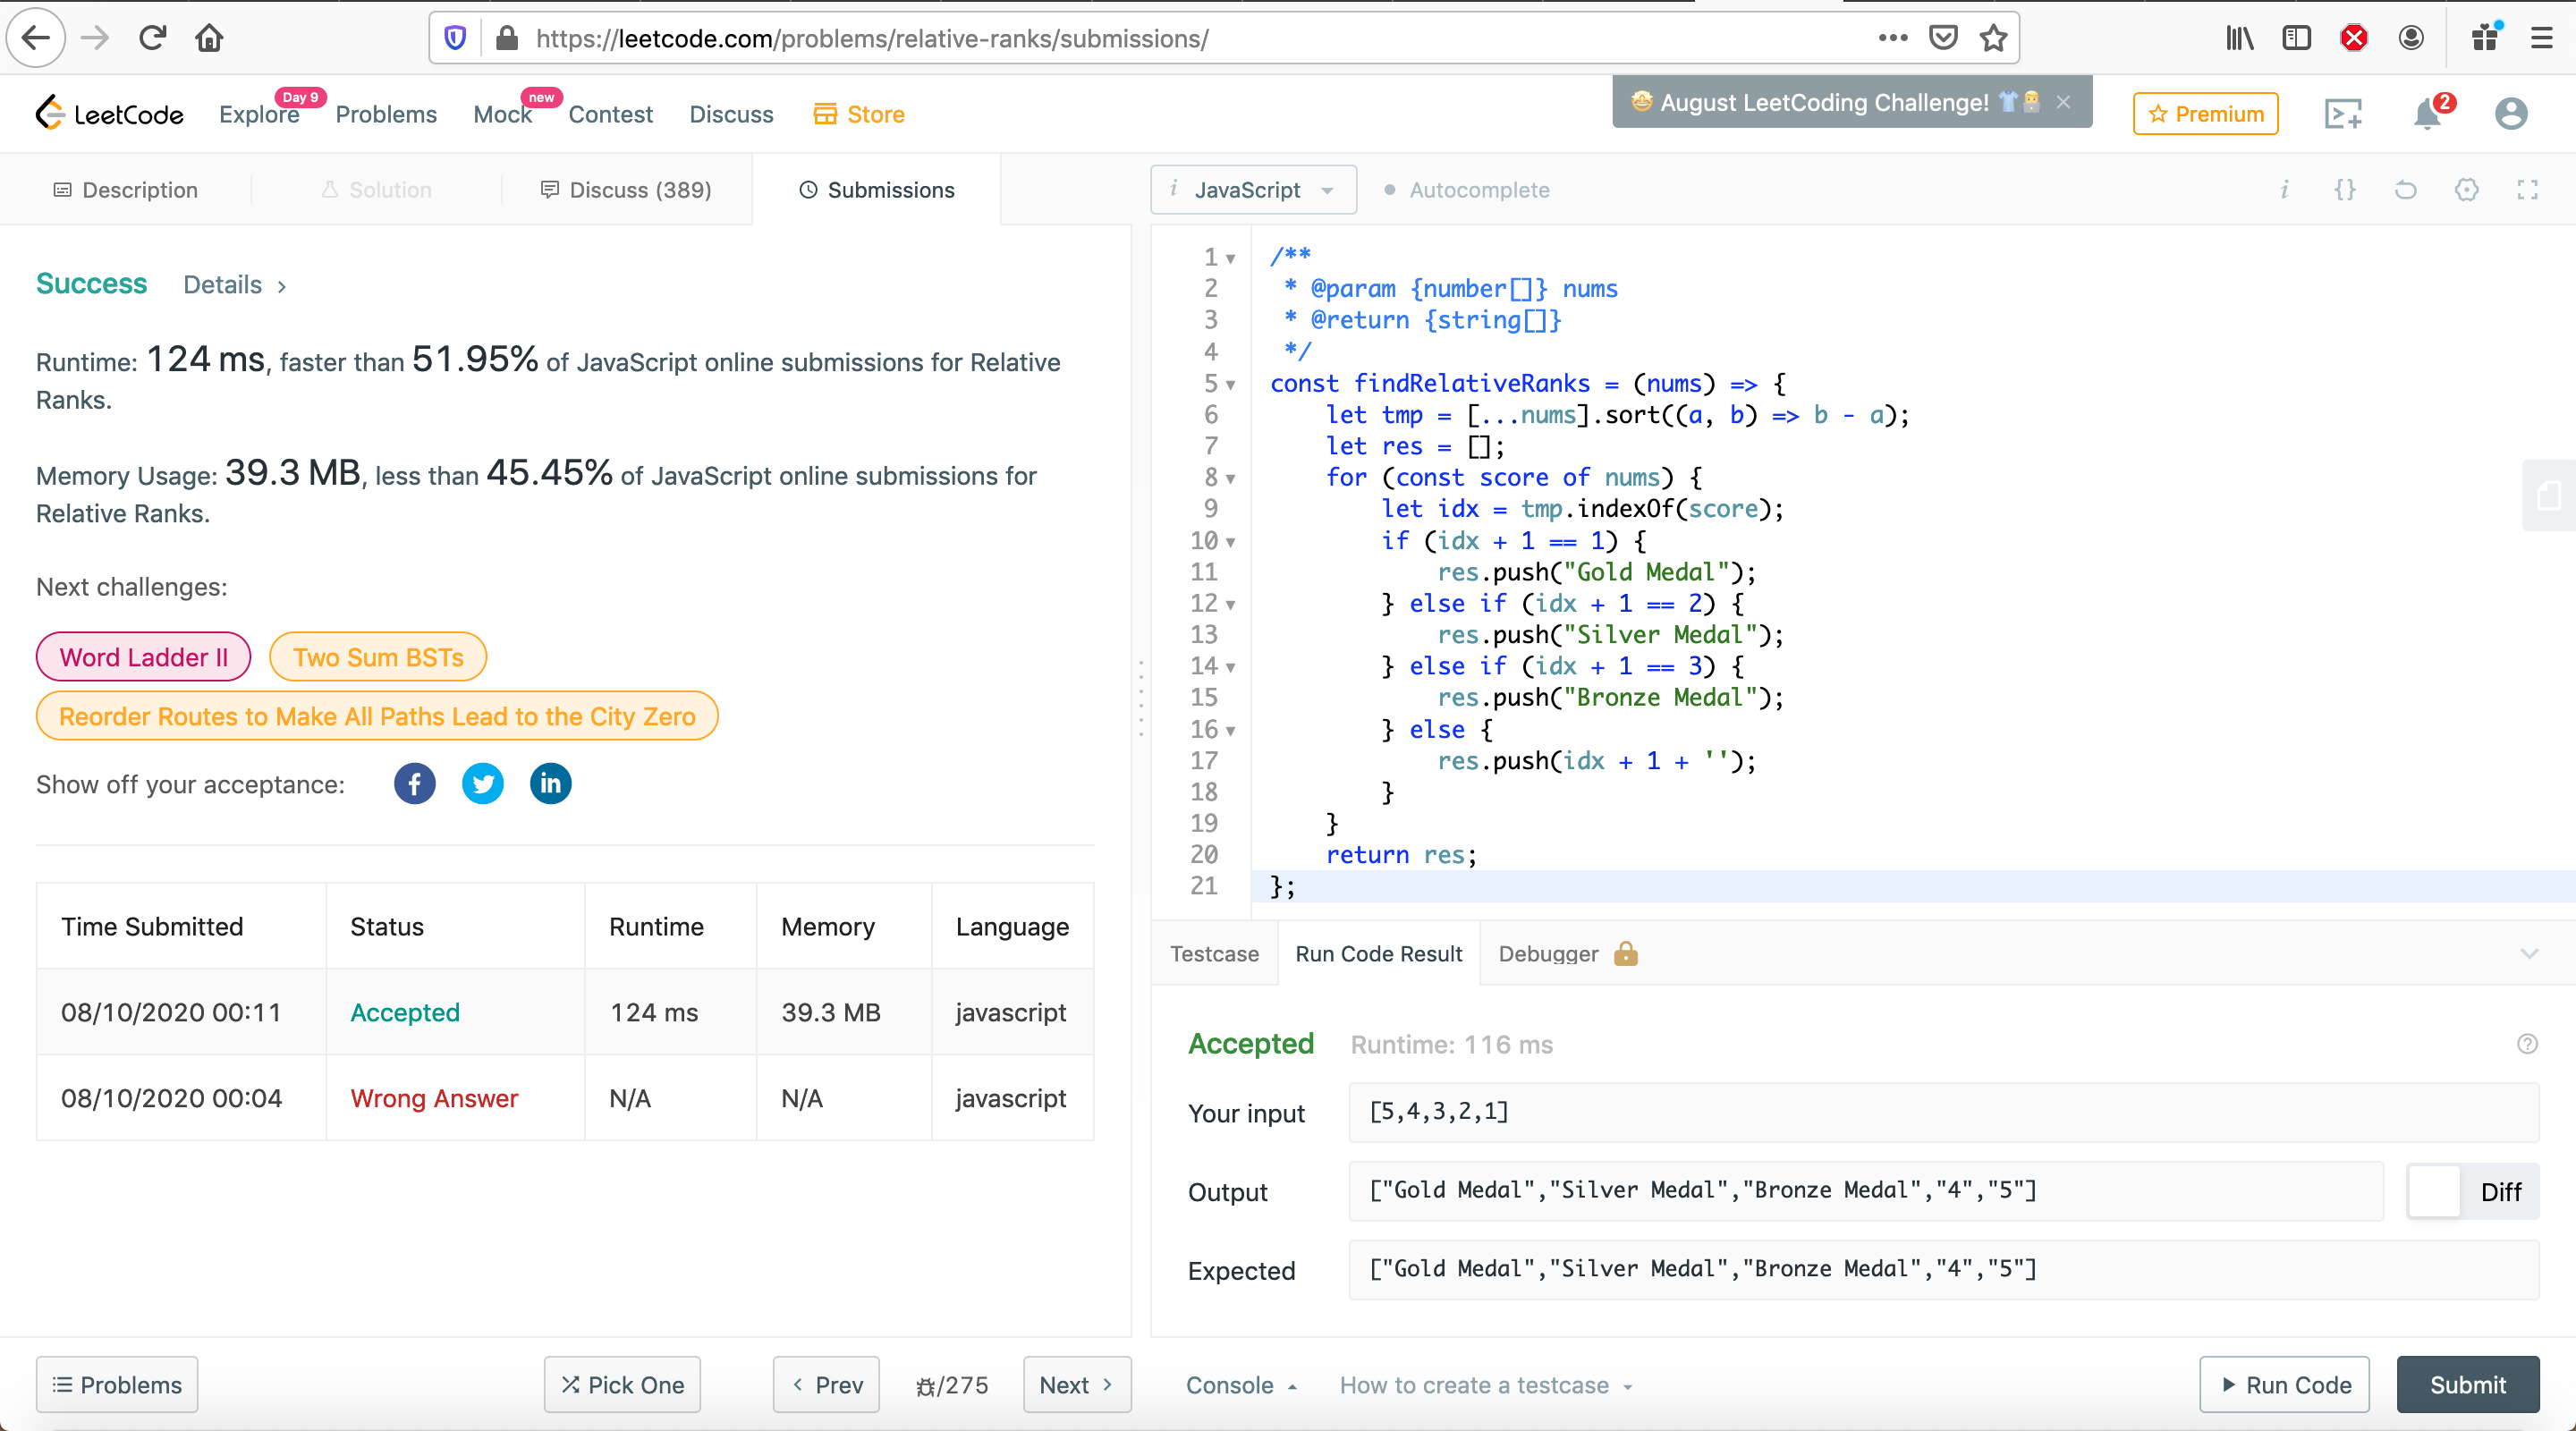 https://leetcode.com/problems/relative-ranks/submissions/
LeetCode
Explore
Day 9
Problems
Mock
new
Contest
Discuss
Store
🤩 August LeetCoding Challenge! 👕
Premium
2
Description
Solution
Discuss (389)
Submissions
Success
Details >
Runtime: 124 ms, faster than 51.95% of JavaScript online submissions for Relative
Ranks.
Memory Usage: 39.3 MB, less than 45.45% of JavaScript online submissions for
Relative Ranks.
Next challenges:
Word Ladder II
Two Sum BSTs
Reorder Routes to Make All Paths Lead to the City Zero
Show off your acceptance:
Time Submitted Status Runtime Memory Language
08/10/2020 00:11 Accepted 124 ms 39.3 MB javascript
08/10/2020 00:04 Wrong Answer N/A N/A javascript
Problems
Pick One
Prev
/275
Next
i JavaScript
Autocomplete
i {}
1 /**
2  * @param {number[]} nums
3  * @return {string[]}
4  */
5 const findRelativeRanks = (nums) => {
6     let tmp = [...nums].sort((a, b) => b - a);
7     let res = [];
8     for (const score of nums) {
9         let idx = tmp.indexOf(score);
10         if (idx + 1 == 1) {
11             res.push("Gold Medal");
12         } else if (idx + 1 == 2) {
13             res.push("Silver Medal");
14         } else if (idx + 1 == 3) {
15             res.push("Bronze Medal");
16         } else {
17             res.push(idx + 1 + '');
18         }
19     }
20     return res;
21 };
Testcase
Run Code Result
Debugger
Accepted
Runtime: 116 ms
Your input
[5,4,3,2,1]
Output
["Gold Medal","Silver Medal","Bronze Medal","4","5"]
Diff
Expected
["Gold Medal","Silver Medal","Bronze Medal","4","5"]
Console
How to create a testcase
Run Code
Submit